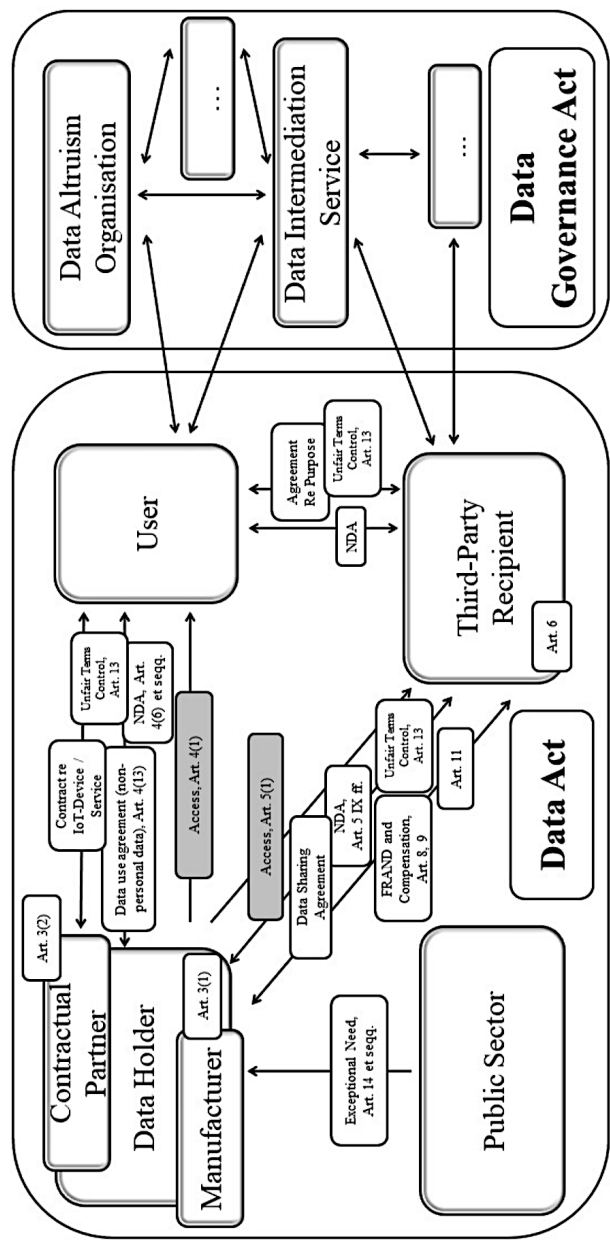 Contractual
Partner
Art. 3(2)
Data Holder
Manufacturer
Art. 3(1)
Contract re
IoT-Device /
Service
Unfair Terms
Control,
Art. 13
Data use agreement (non-
personal data), Art. 4(13)
NDA, Art.
4(6) et seqq.
Access, Art. 4(1)
User
Access, Art. 5(1)
NDA,
Art. 5 IX ff.
Data Sharing
Agreement
Unfair Terms
Control,
Art. 13
FRAND and
Compensation,
Art. 8, 9
Art. 11
Agreement
Re Purpose
Unfair Terms
Control,
Art. 13
NDA
Exceptional Need,
Art. 14 et seqq.
Public Sector
Third-Party
Recipient
Art. 6
Data Act
Data Altruism
Organisation
…
Data Intermediation
Service
…
Data
Governance Act